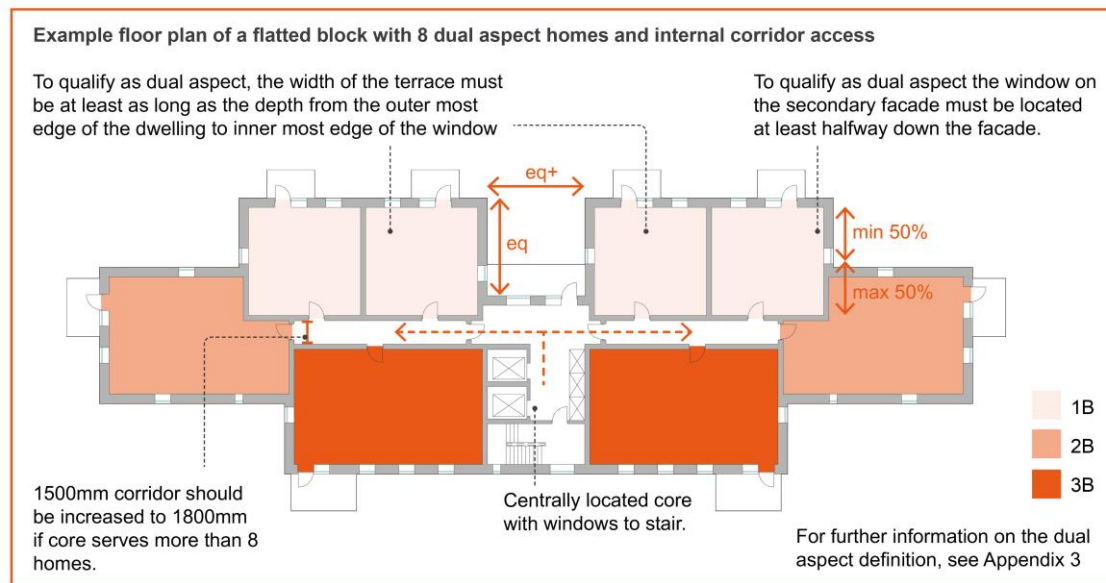 Example floor plan of a flatted block with 8 dual aspect homes and internal corridor access
To qualify as dual aspect, the width of the terrace must
be at least as long as the depth from the outer most
edge of the dwelling to inner most edge of the window
To qualify as dual aspect the window on
the secondary facade must be located
at least halfway down the facade.
eq+
eq
min 50%
max 50%
1B
2B
3B
1500mm corridor should
be increased to 1800mm
if core serves more than 8
homes.
Centrally located core
with windows to stair.
For further information on the dual
aspect definition, see Appendix 3